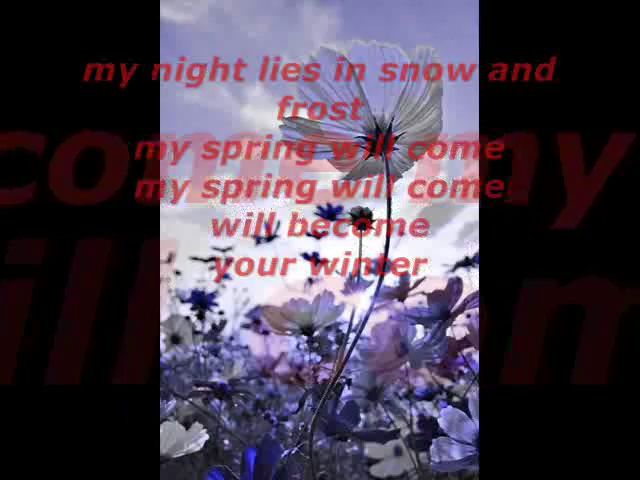 my night lies in snow and
frost
my spring will come
my spring will come,
will become
your winter